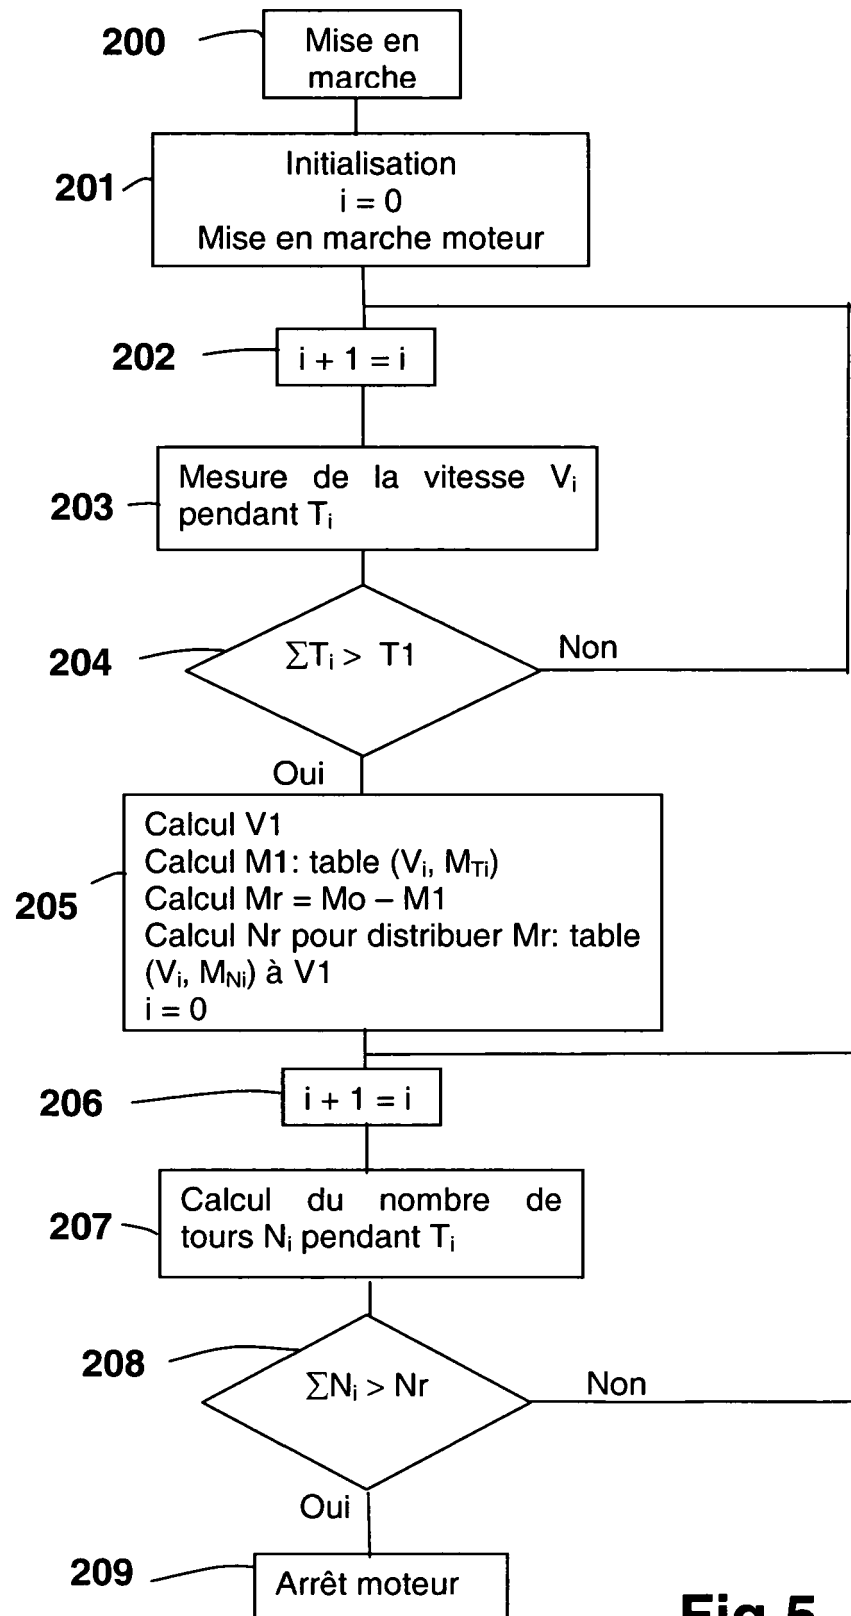 200
Mise en
marche
201
Initialisation
i = 0
Mise en marche moteur
202
i + 1 = i
203
Mesure de la vitesse Vi
pendant Ti
204
∑Ti > T1
Non
Oui
205
Calcul V1
Calcul M1: table (Vi, MTi)
Calcul Mr = Mo – M1
Calcul Nr pour distribuer Mr: table
(Vi, MNi) à V1
i = 0
206
i + 1 = i
207
Calcul du nombre de
tours Ni pendant Ti
208
∑Ni > Nr
Non
Oui
209
Arrêt moteur
Fig 5